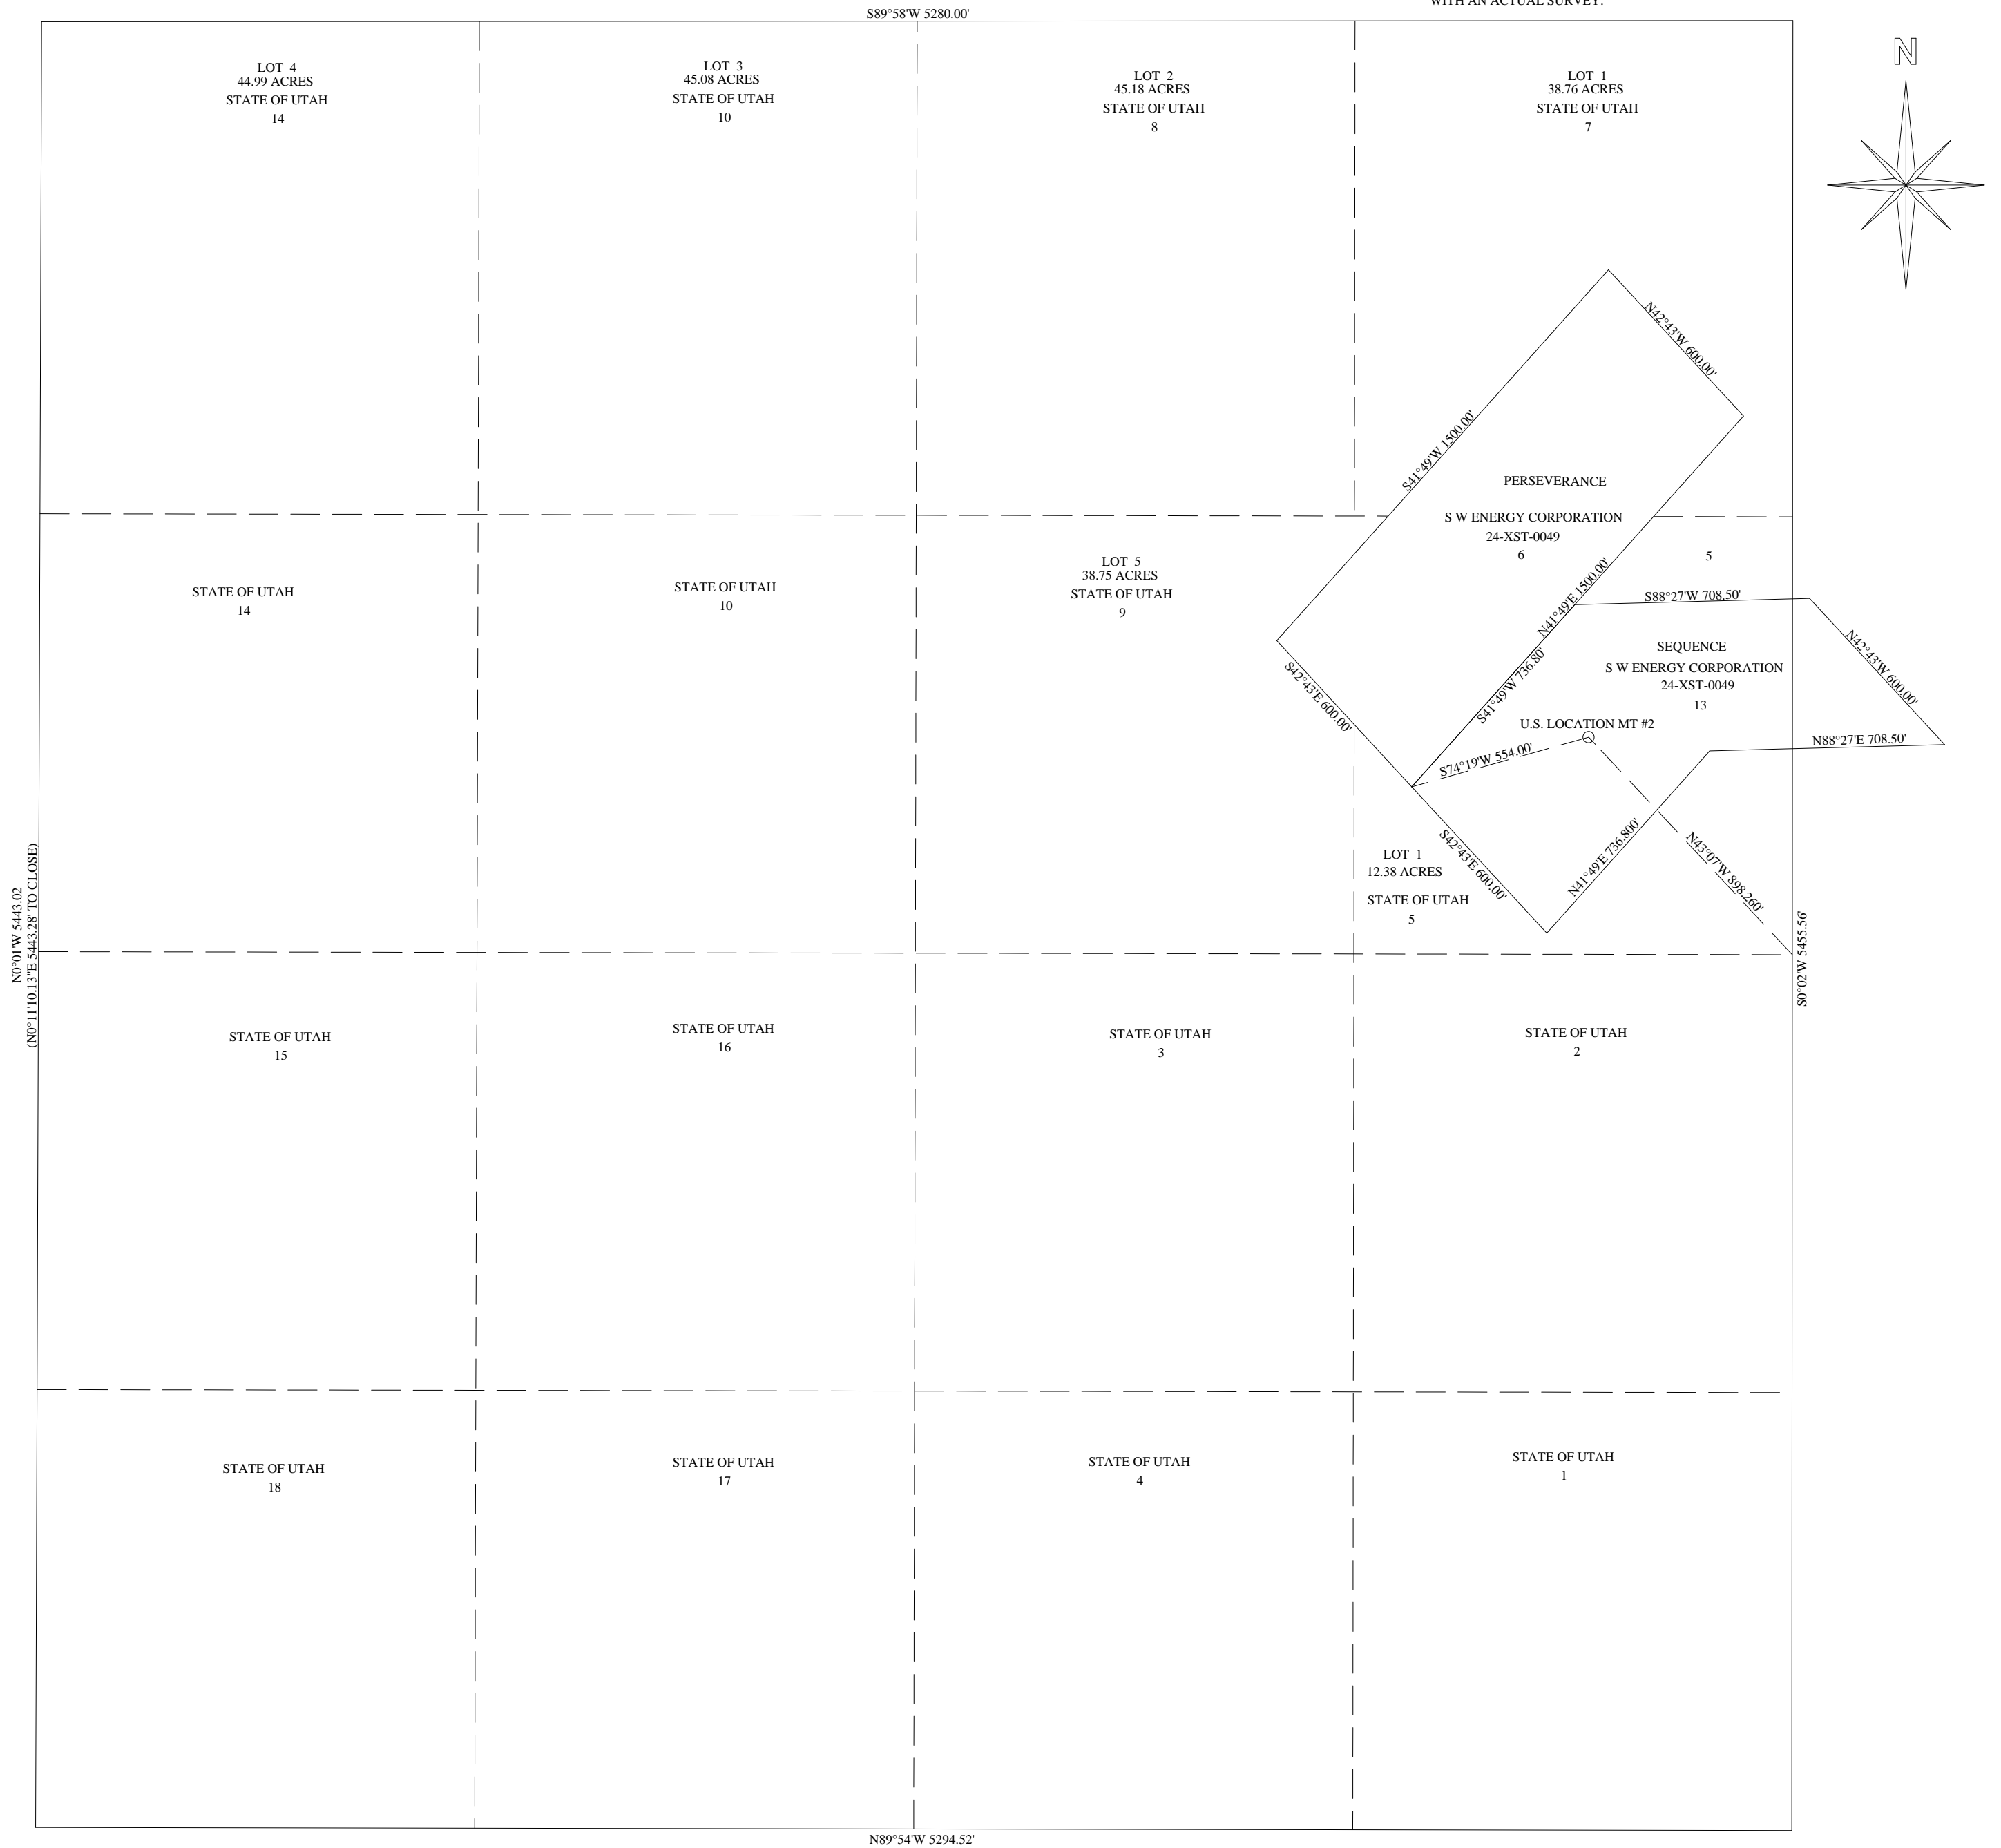 WITH AN ACTUAL SURVEY.
S89°58'W 5280.00'
N
LOT 4
44.99 ACRES
STATE OF UTAH
14
LOT 3
45.08 ACRES
STATE OF UTAH
10
LOT 2
45.18 ACRES
STATE OF UTAH
8
LOT 1
38.76 ACRES
STATE OF UTAH
7
N42°43'W 600.00'
S41°49'W 1500.00'
PERSEVERANCE
S W ENERGY CORPORATION
24-XST-0049
6
5
N41°49'E 1500.00'
S88°27'W 708.50'
STATE OF UTAH
14
STATE OF UTAH
10
LOT 5
38.75 ACRES
STATE OF UTAH
9
SEQUENCE
S W ENERGY CORPORATION
24-XST-0049
13
N42°43'W 600.00'
S42°43'E 600.00'
S41°49'W 736.80'
U.S. LOCATION MT #2
S74°19'W 554.00'
N88°27'E 708.50'
LOT 1
12.38 ACRES
STATE OF UTAH
5
S42°43'E 600.00'
N41°49'E 736.800'
N43°07'W 898.260'
N0°01'W 5443.02
(N0°11'10.13"E 5443.28' TO CLOSE)
S0°02'W 5455.56'
STATE OF UTAH
15
STATE OF UTAH
16
STATE OF UTAH
3
STATE OF UTAH
2
STATE OF UTAH
18
STATE OF UTAH
17
STATE OF UTAH
4
STATE OF UTAH
1
N89°54'W 5294.52'